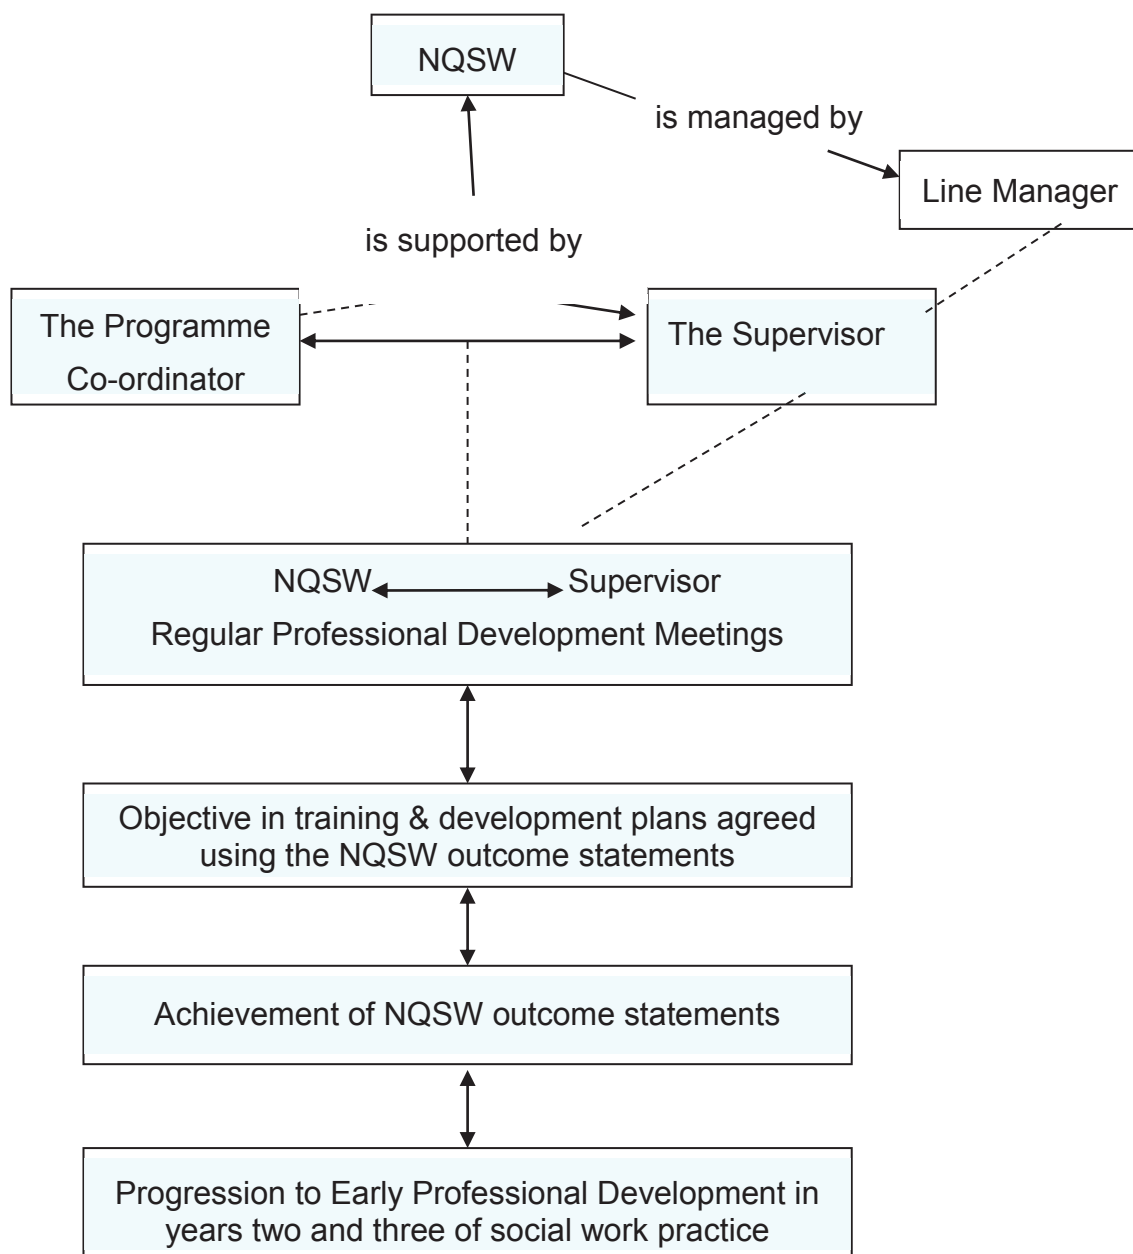 NQSW
is managed by
Line Manager
is supported by
The Programme
Co-ordinator
The Supervisor
NQSW Supervisor
Regular Professional Development Meetings
Objective in training & development plans agreed
using the NQSW outcome statements
Achievement of NQSW outcome statements
Progression to Early Professional Development in
years two and three of social work practice